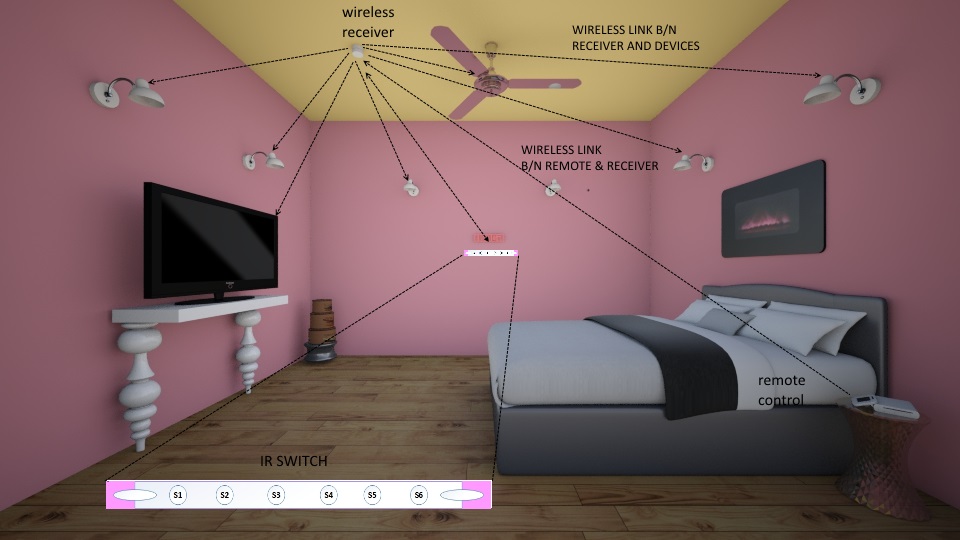 wireless
receiver
WIRELESS LINK B/N
RECEIVER AND DEVICES
WIRELESS LINK
B/N REMOTE & RECEIVER
remote
control
IR SWITCH
S1 S2 S3 S4 S5 S6